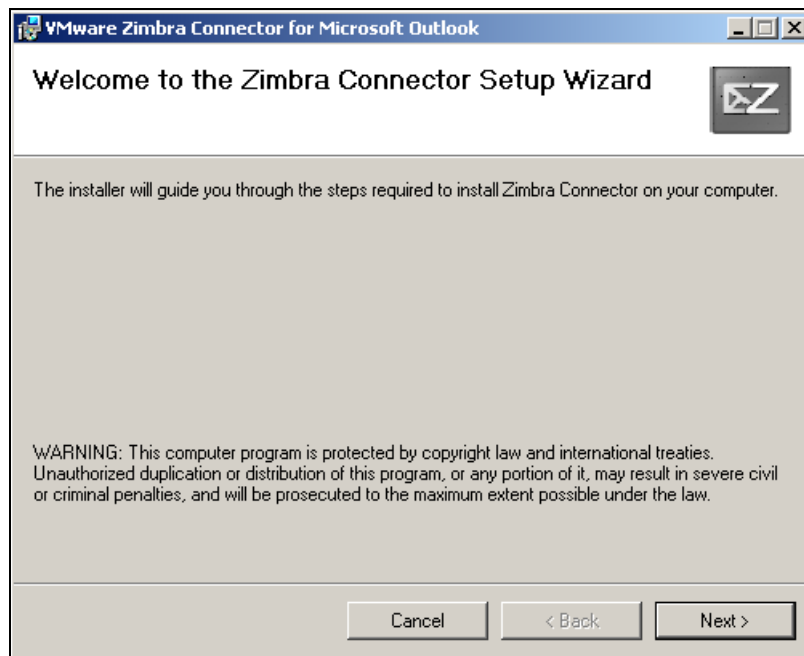 VMware Zimbra Connector for Microsoft Outlook
Welcome to the Zimbra Connector Setup Wizard
The installer will guide you through the steps required to install Zimbra Connector on your computer.
WARNING: This computer program is protected by copyright law and international treaties.
Unauthorized duplication or distribution of this program, or any portion of it, may result in severe civil
or criminal penalties, and will be prosecuted to the maximum extent possible under the law.
Cancel
< Back
Next >